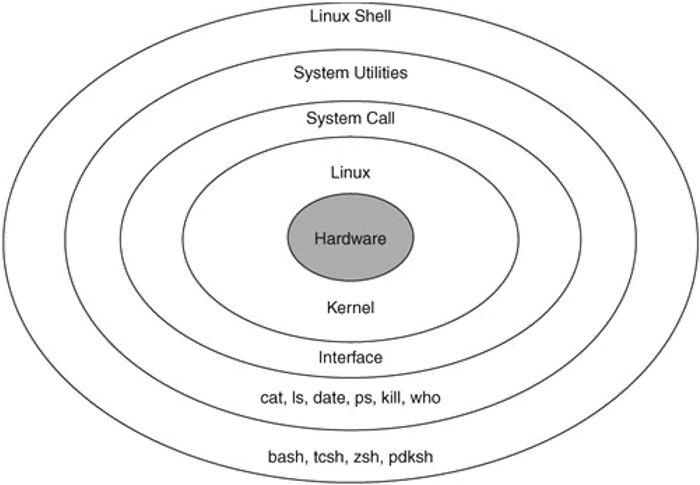 Linux Shell
System Utilities
System Call
Linux
Hardware
Kernel
Interface
cat, ls, date, ps, kill, who
bash, tcsh, zsh, pdksh